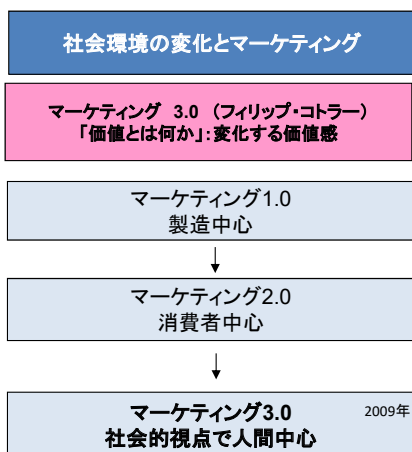 社会環境の変化とマーケティング
マーケティング 3.0 (フィリップ・コトラー)
「価値とは何か」:変化する価値感
マーケティング1.0
製造中心
マーケティング2.0
消費者中心
マーケティング3.0 2009年
社会的視点で人間中心